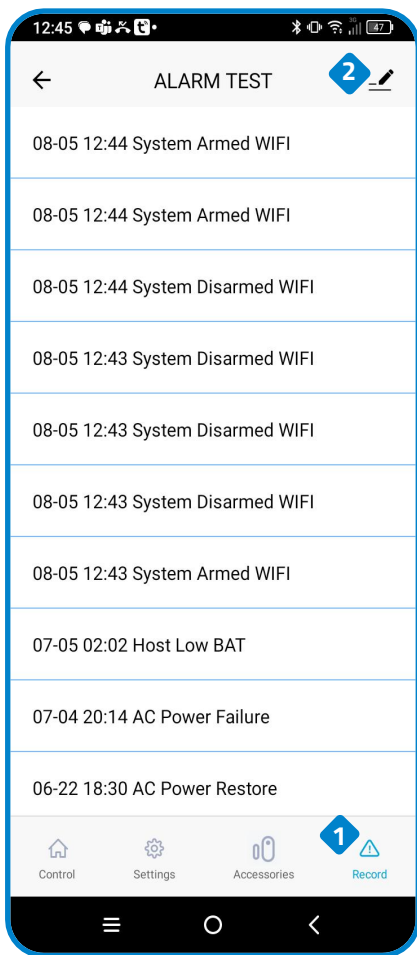 12:45 3G 47
ALARM TEST 2
08-05 12:44 System Armed WIFI
08-05 12:44 System Armed WIFI
08-05 12:44 System Disarmed WIFI
08-05 12:43 System Disarmed WIFI
08-05 12:43 System Disarmed WIFI
08-05 12:43 System Disarmed WIFI
08-05 12:43 System Armed WIFI
07-05 02:02 Host Low BAT
07-04 20:14 AC Power Failure
06-22 18:30 AC Power Restore
1
Control Settings Accessories Record